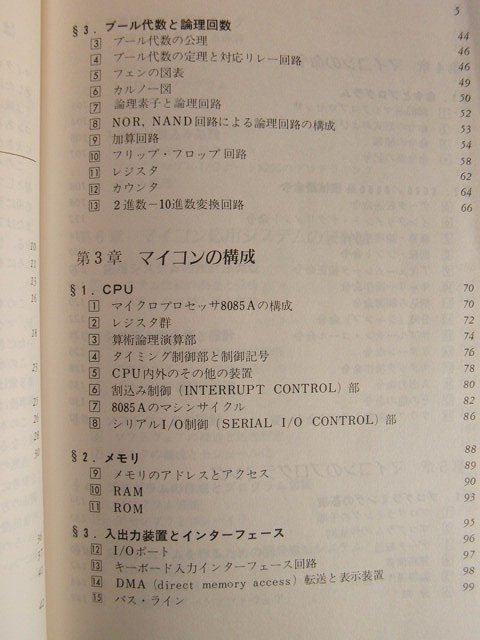 5
§3. ブール代数と論理回数
3 ブール代数の公理 44
4 ブール代数の定理と対応リレー回路 46
5 フェンの図表 49
6 カルノー図 50
7 論理素子と論理回路 52
8 NOR, NAND回路による論理回路の構成 53
9 加算回路 54
10 フリップ・フロップ回路 58
11 レジスタ 62
12 カウンタ 64
13 2進数－10進数変換回路 66
第3章 マイコンの構成
§1. CPU 70
1 マイクロプロセッサ8085Aの構成 70
2 レジスタ群 72
3 算術論理演算部 74
4 タイミング制御部と制御記号 76
5 CPU内外のその他の装置 78
6 割込み制御（INTERRUPT CONTROL）部 80
7 8085Aのマシンサイクル 82
8 シリアルI/O制御（SERIAL I/O CONTROL）部 86
§2. メモリ 88
9 メモリのアドレスとアクセス 89
10 RAM 90
11 ROM 93
§3. 入出力装置とインターフェース 95
12 I/Oポート 96
13 キーボード入力インターフェース回路 97
14 DMA（direct memory access）転送と表示装置 98
15 バス・ライン 99